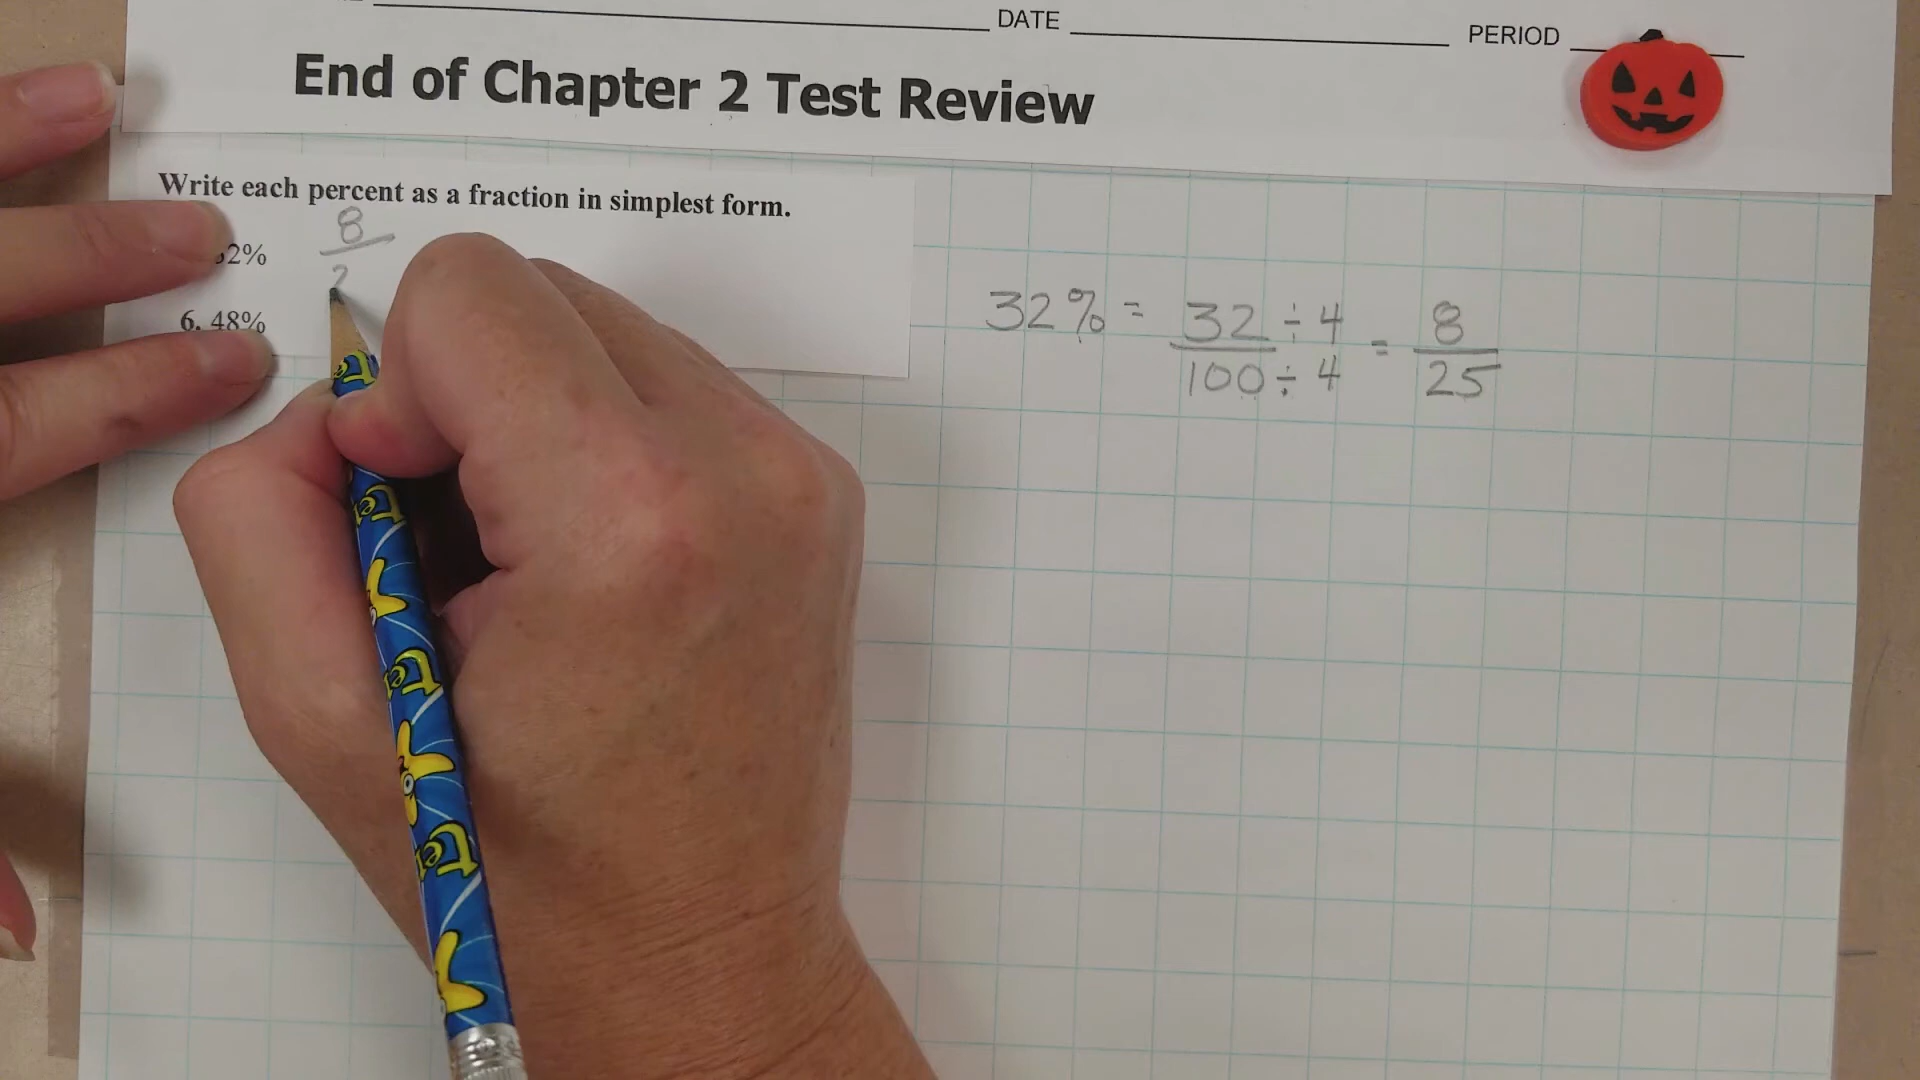 DATE
PERIOD
End of Chapter 2 Test Review
Write each percent as a fraction in simplest form.
2%
8
2
6. 48%
32% = 32 ÷ 4 = 8
100 ÷ 4 25